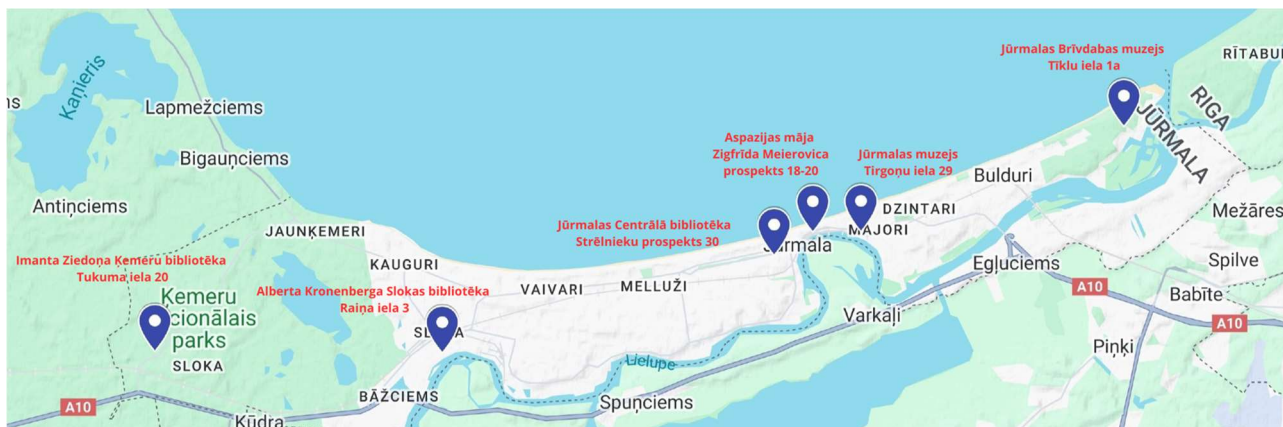 Kaņieris
Lapmežciems
Bigauņciems
Antiņciems
JAUNĶEMERI
Imanta Ziedoņa Ķemeru bibliotēka
Tukuma iela 20
Ķemeru
cionālais
parks
SLOKA
A10
Kūdra
KAUGURI
Alberta Kronenberga Slokas bibliotēka
Raiņa iela 3
SLOKA
BĀŽCIEMS
VAIVARI
MELLUŽI
Lielupe
Spuņciems
Jūrmalas Centrālā bibliotēka
Strēlnieku prospekts 30
Aspazijas māja
Zigfrīda Meierovica
prospekts 18-20
Jūrmalas muzejs
Tirgoņu iela 29
Jūrmala
MAJORI
DZINTARI
Bulduri
Varkaļi
Egļuciems
A10
Jūrmalas Brīvdabas muzejs
Tīklu iela 1a
RĪTABU
RIGA
JŪRMALA
Mežāres
Spilve
Babīte
A10
Piņķi